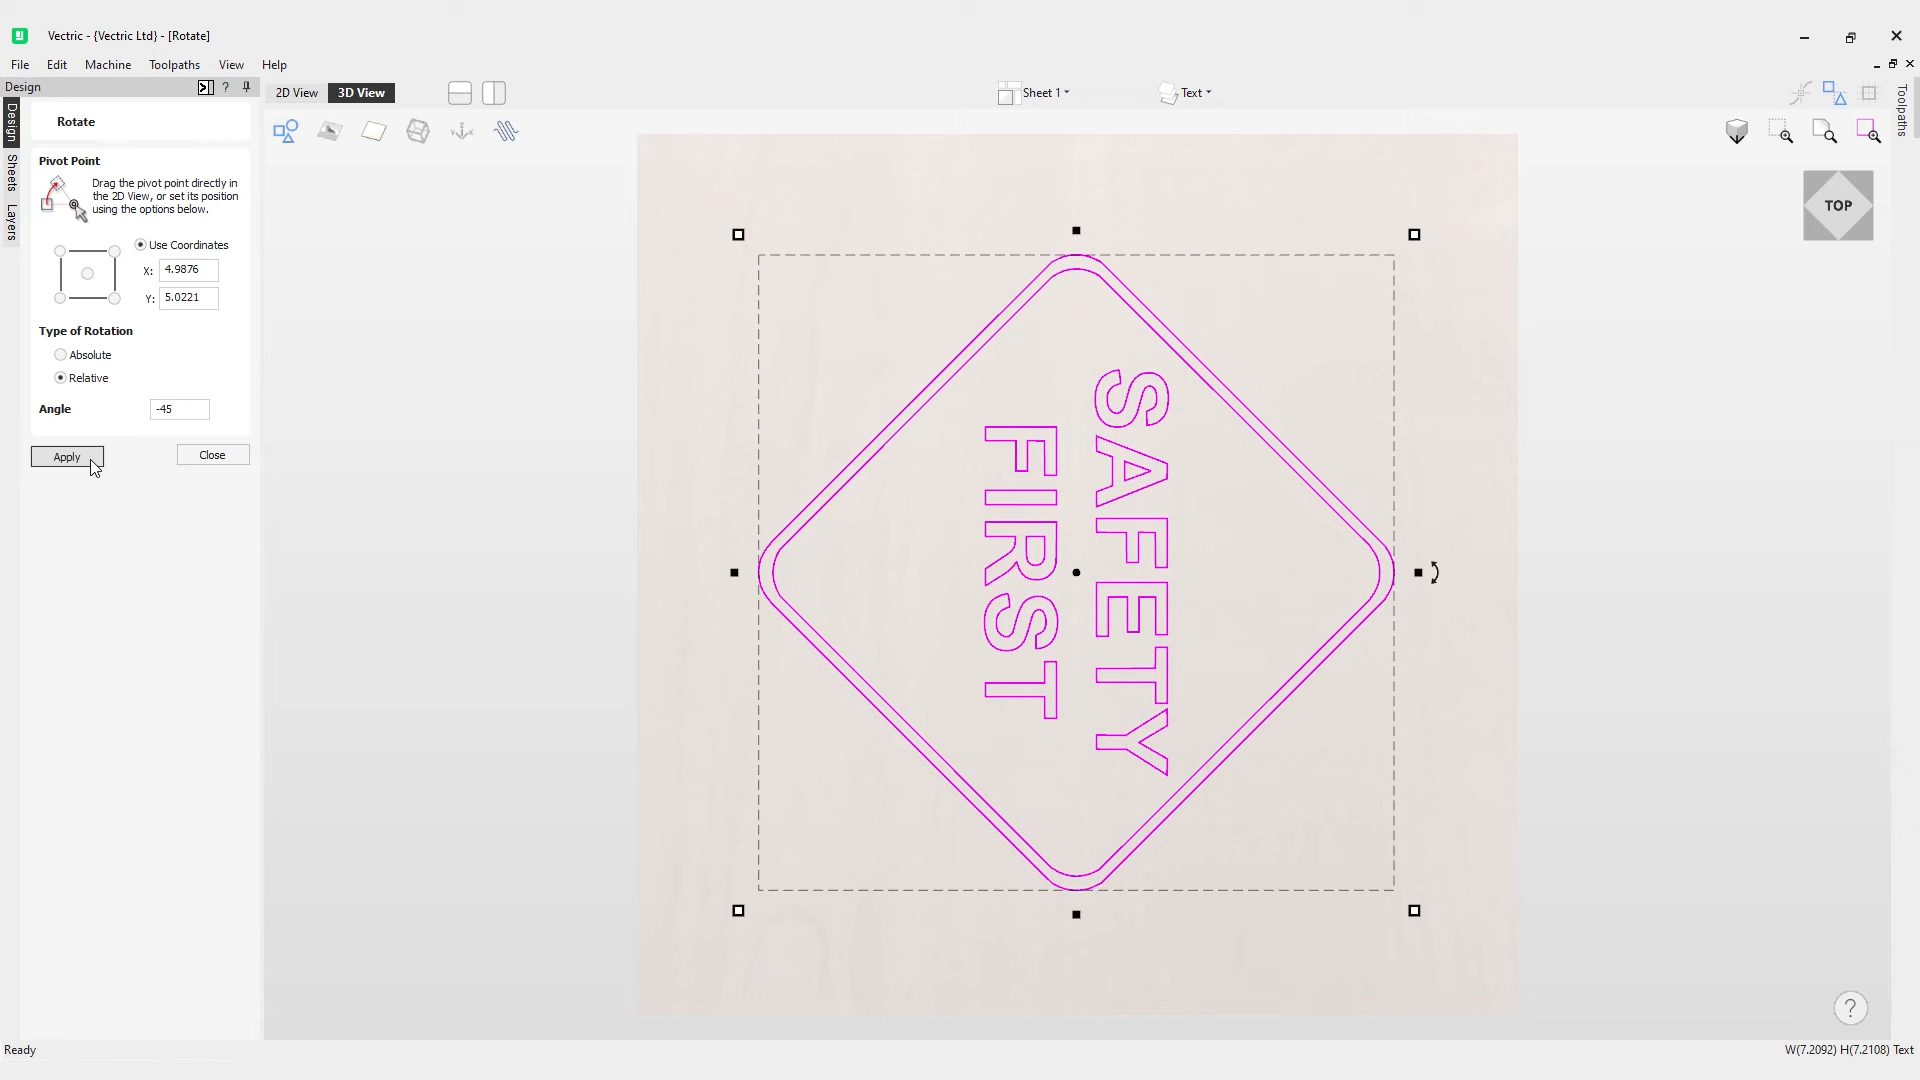 Vectric - {Vectric Ltd} - [Rotate]
File Edit Machine Toolpaths View Help
Design
2D View 3D View Sheet 1 Text
Design
Sheets
Layers
Rotate
Pivot Point
Drag the pivot point directly in
the 2D View, or set its position
using the options below.
Use Coordinates
X: 4.9876
Y: 5.0221
Type of Rotation
Absolute
Relative
Angle -45
Apply Close
SAFETY
FIRST
TOP
Toolpaths
?
Ready
W(7.2092) H(7.2108) Text